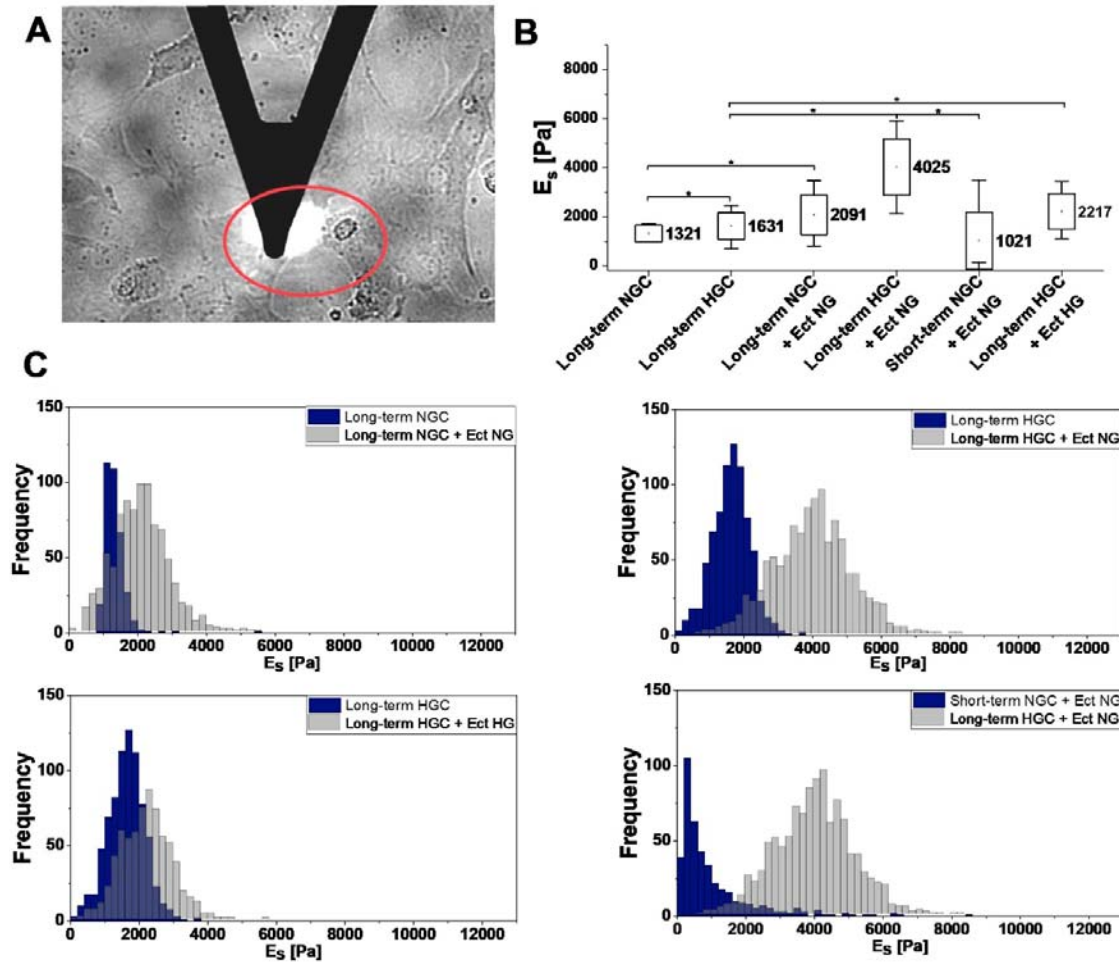 A
B
8000
6000
4000
2000
0
E_s [Pa]
* *
*
*
*
1321
1631
2091
4025
1021
2217
Long-term NGC
Long-term HGC
Long-term NGC
+ Ect NG
Long-term HGC
+ Ect NG
Short-term NGC
+ Ect NG
Long-term HGC
+ Ect HG
C
150
100
50
0
Frequency
Long-term NGC
Long-term NGC + Ect NG
0 2000 4000 6000 8000 10000 12000
E_s [Pa]
150
100
50
0
Frequency
Long-term HGC
Long-term HGC + Ect NG
0 2000 4000 6000 8000 10000 12000
E_s [Pa]
150
100
50
0
Frequency
Long-term HGC
Long-term HGC + Ect HG
0 2000 4000 6000 8000 10000 12000
E_s [Pa]
150
100
50
0
Frequency
Short-term NGC + Ect NG
Long-term HGC + Ect NG
0 2000 4000 6000 8000 10000 12000
E_s [Pa]